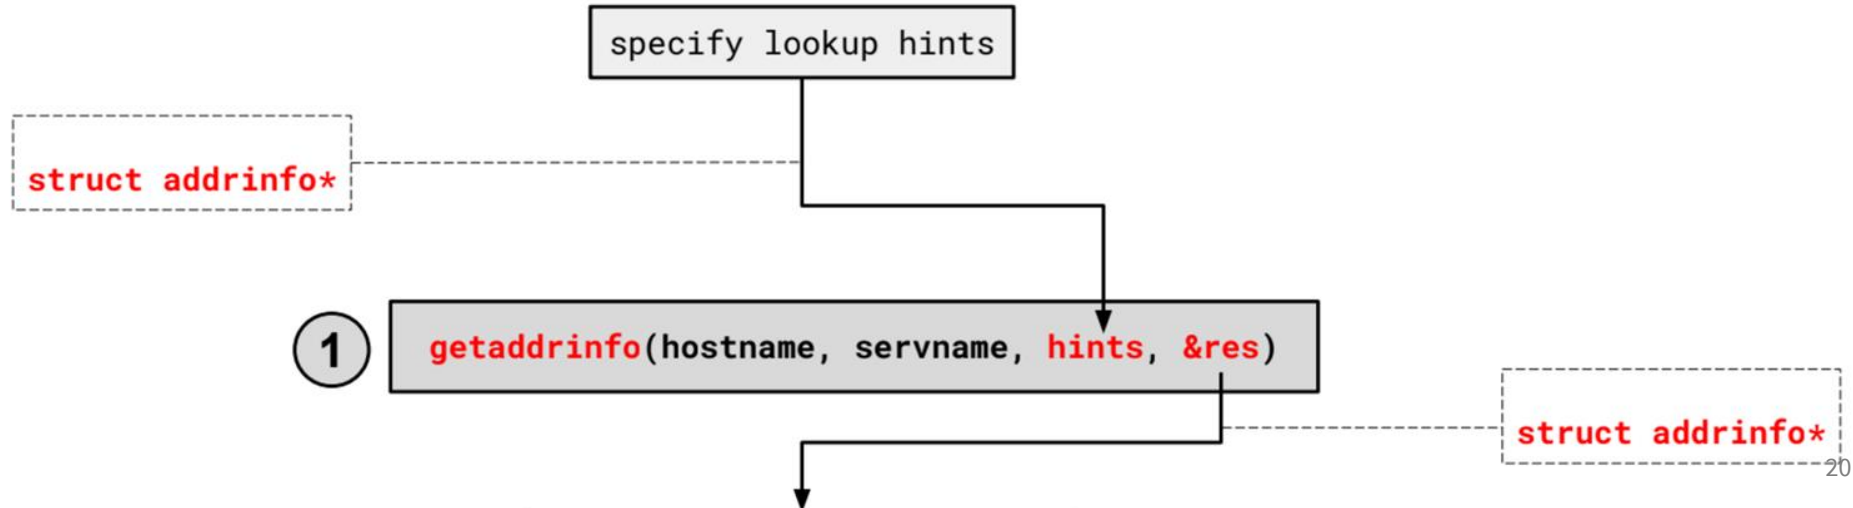 specify lookup hints
struct addrinfo*
1
getaddrinfo(hostname, servname, hints, &res)
struct addrinfo*
20